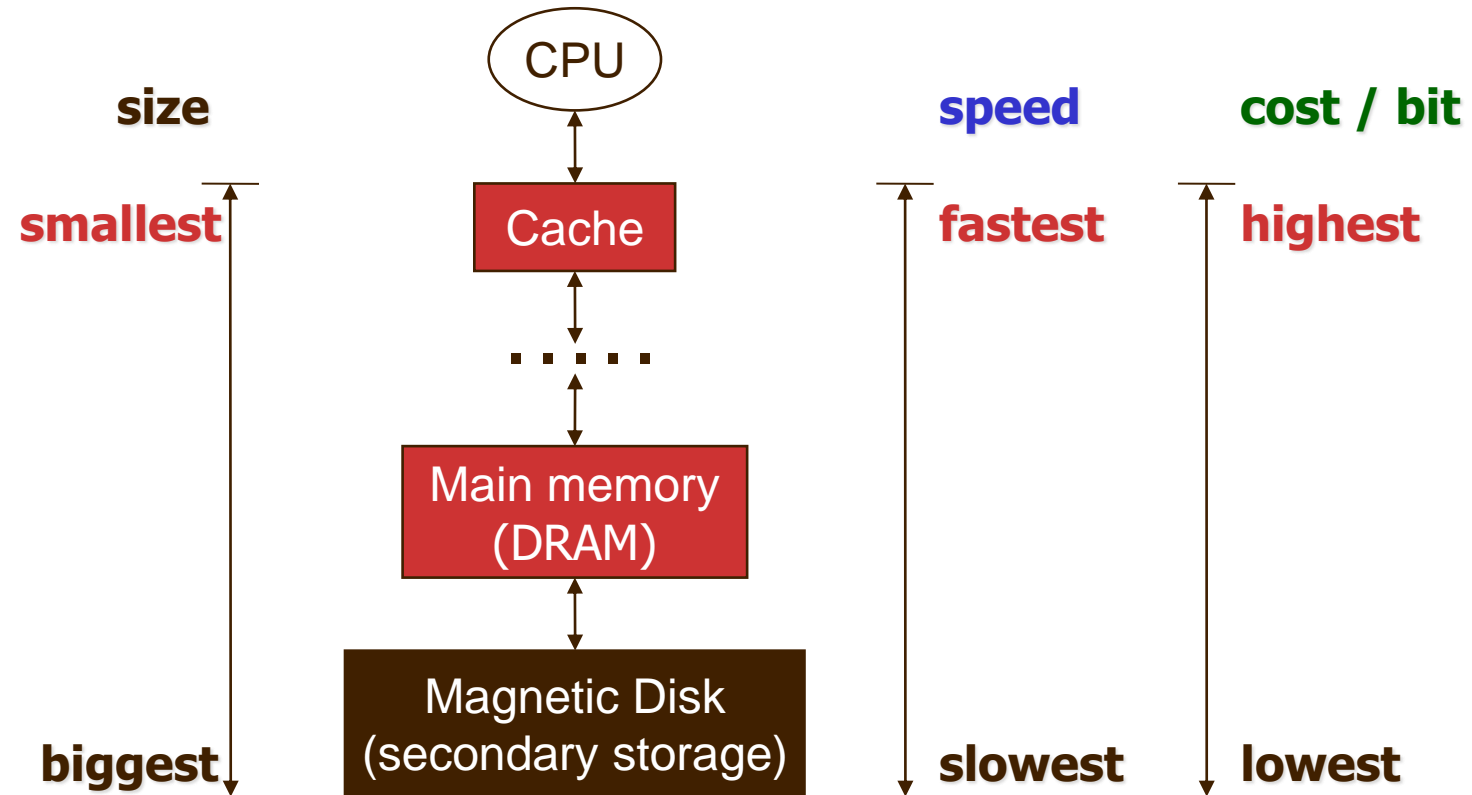 CPU
size
speed
cost / bit
smallest
Cache
fastest
highest
.....
Main memory
(DRAM)
Magnetic Disk
(secondary storage)
biggest
slowest
lowest